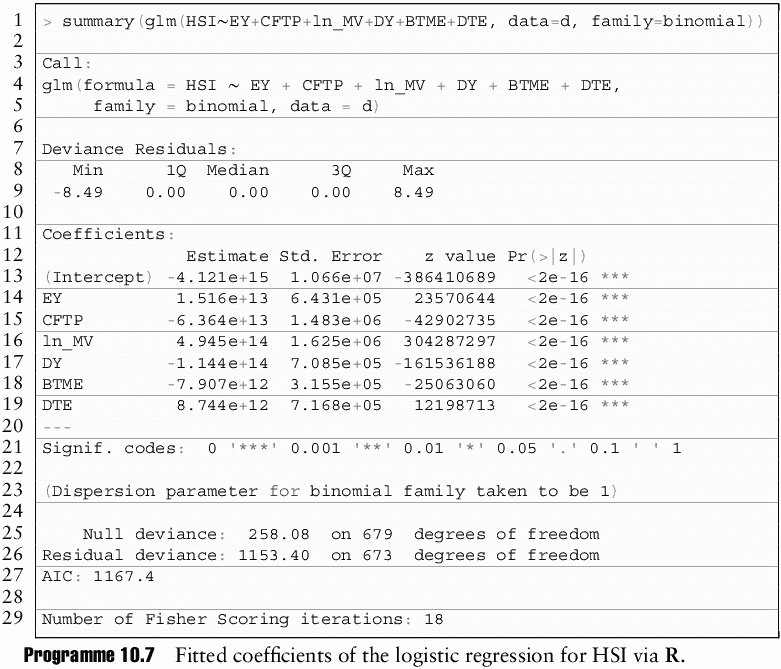 1 > summary(glm(HSI~EY+CFTP+ln_MV+DY+BTME+DTE, data=d, family=binomial))
2
3 Call:
4 glm(formula = HSI ~ EY + CFTP + ln_MV + DY + BTME + DTE,
5     family = binomial, data = d)
6
7 Deviance Residuals:
8    Min      1Q  Median      3Q     Max
9  -8.49    0.00    0.00    0.00    8.49
10
11 Coefficients:
12              Estimate Std. Error    z value Pr(>|z|)
13 (Intercept) -4.121e+15  1.066e+07 -386410689   <2e-16 ***
14 EY           1.516e+13  6.431e+05   23570644   <2e-16 ***
15 CFTP        -6.364e+13  1.483e+06  -42902735   <2e-16 ***
16 ln_MV        4.945e+14  1.625e+06  304287297   <2e-16 ***
17 DY          -1.144e+14  7.085e+05 -161536188   <2e-16 ***
18 BTME        -7.907e+12  3.155e+05  -25063060   <2e-16 ***
19 DTE          8.744e+12  7.168e+05   12198713   <2e-16 ***
20 ---
21 Signif. codes:  0 '***' 0.001 '**' 0.01 '*' 0.05 '.' 0.1 ' ' 1
22
23 (Dispersion parameter for binomial family taken to be 1)
24
25     Null deviance:  258.08  on 679  degrees of freedom
26 Residual deviance: 1153.40  on 673  degrees of freedom
27 AIC: 1167.4
28
29 Number of Fisher Scoring iterations: 18
Programme 10.7 Fitted coefficients of the logistic regression for HSI via R.